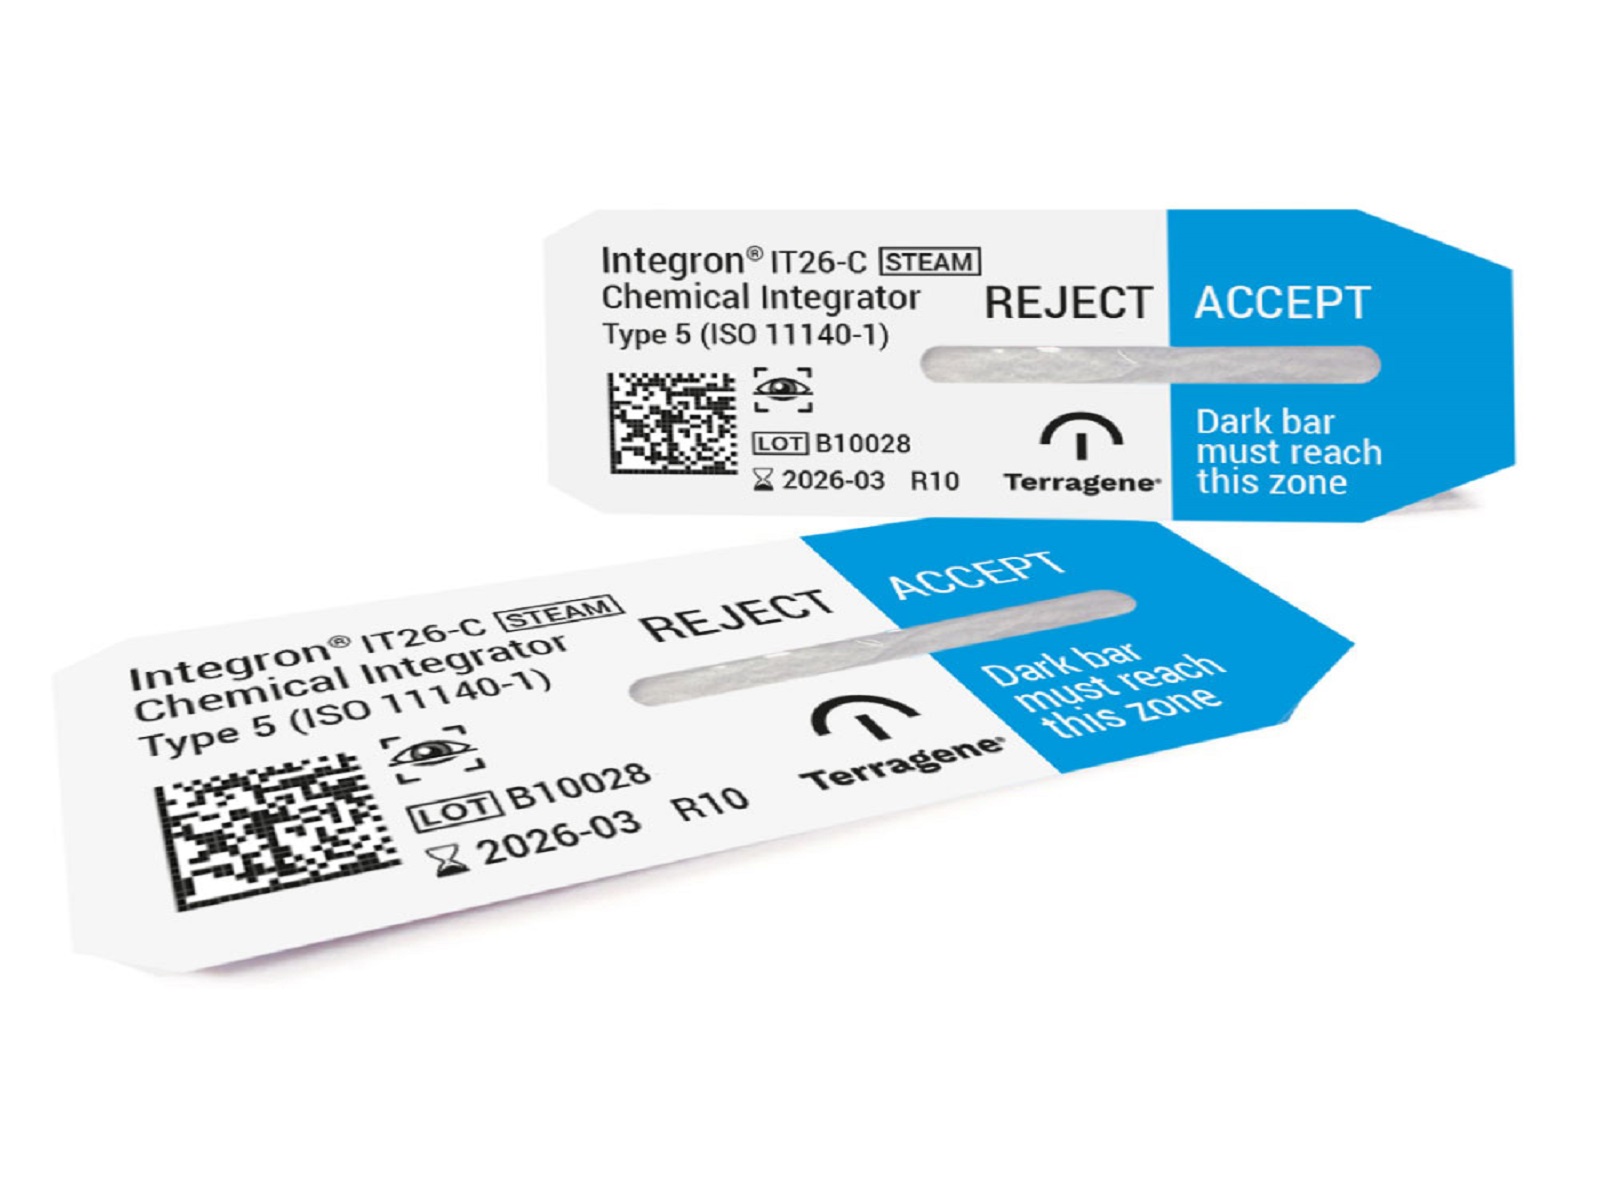 Integron® IT26-C STEAM
Chemical Integrator
Type 5 (ISO 11140-1)
REJECT
ACCEPT
LOT B10028
2026-03 R10
Terragene®
Dark bar
must reach
this zone
Integron® IT26-C STEAM
Chemical Integrator
Type 5 (ISO 11140-1)
REJECT
ACCEPT
LOT B10028
2026-03 R10
Terragene®
Dark bar
must reach
this zone